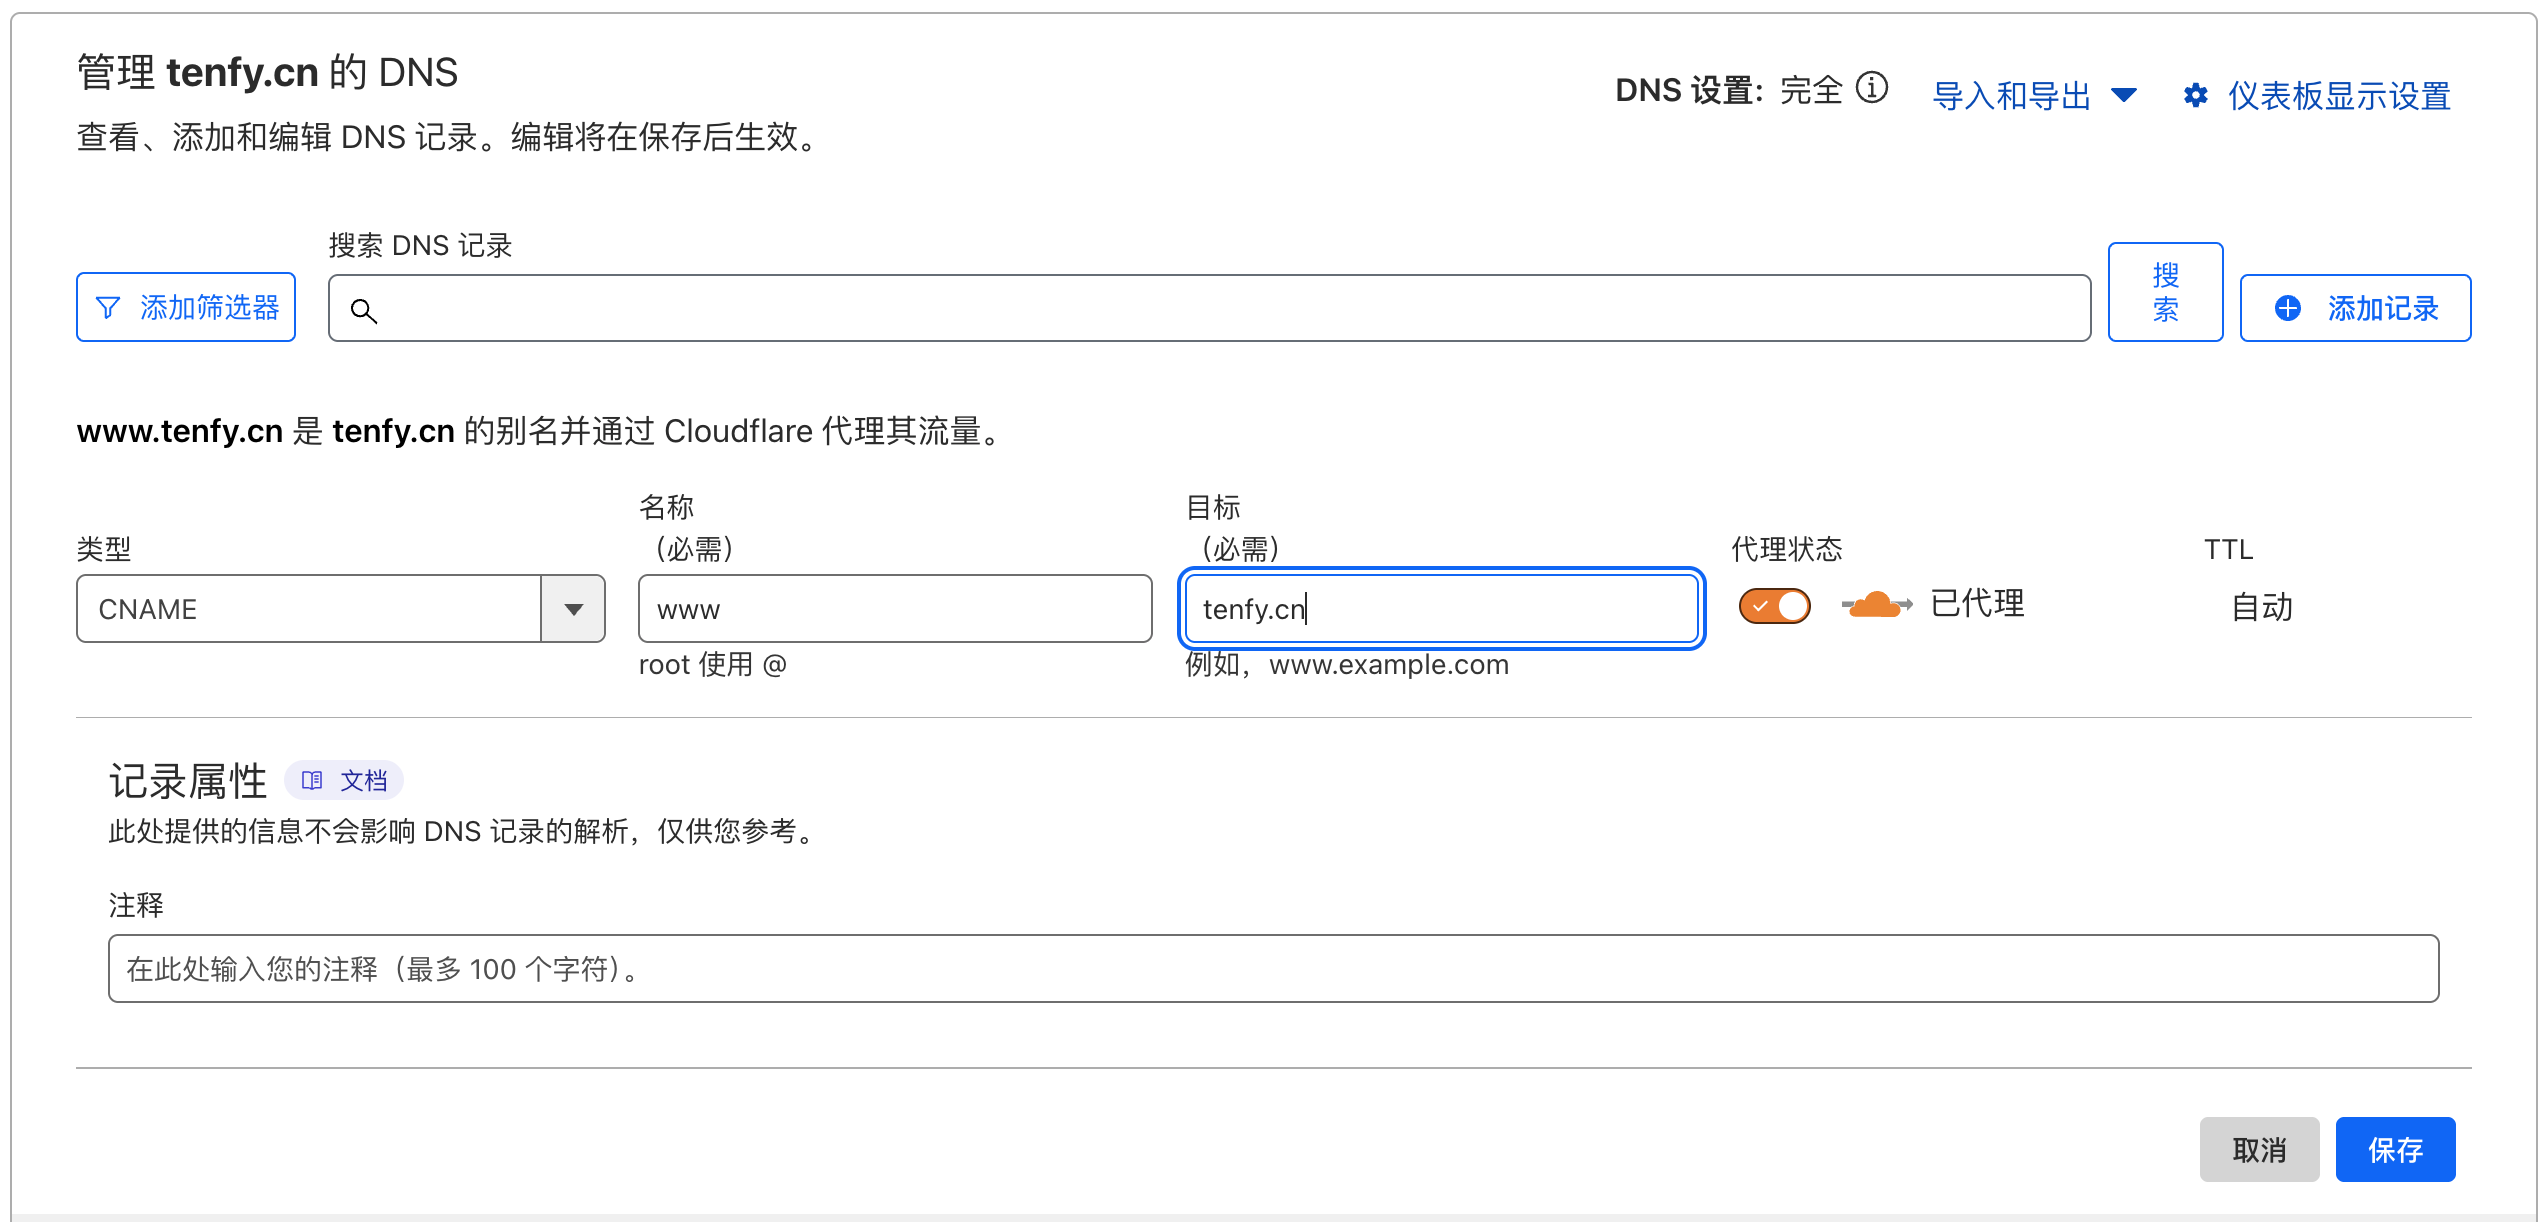 管理 tenfy.cn 的 DNS
DNS 设置: 完全
导入和导出
仪表板显示设置
查看、添加和编辑 DNS 记录。编辑将在保存后生效。
搜索 DNS 记录
添加筛选器
搜
索
添加记录
www.tenfy.cn 是 tenfy.cn 的别名并通过 Cloudflare 代理其流量。
类型
名称
（必需）
目标
（必需）
代理状态
TTL
CNAME
www
tenfy.cn
已代理
自动
root 使用 @
例如，www.example.com
记录属性
文档
此处提供的信息不会影响 DNS 记录的解析，仅供您参考。
注释
在此处输入您的注释（最多 100 个字符）。
取消
保存